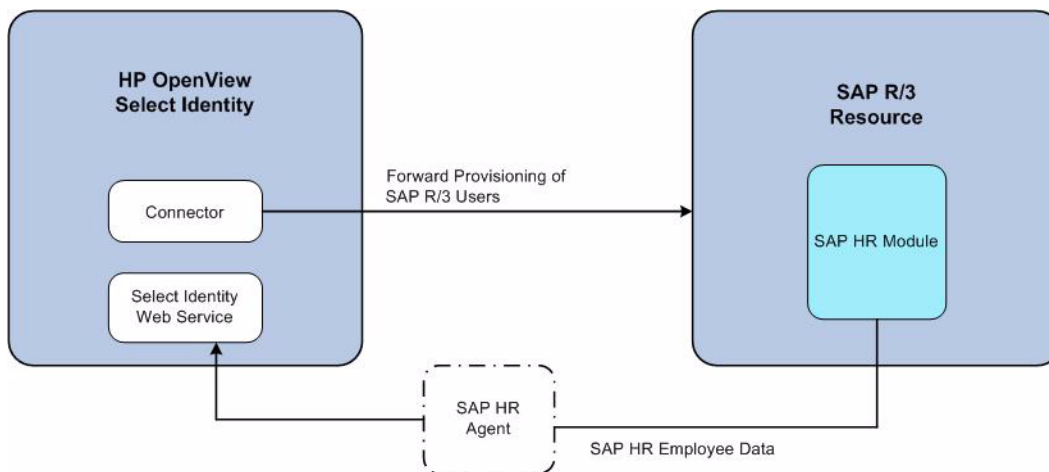 HP OpenView
Select Identity
SAP R/3
Resource
Forward Provisioning of
SAP R/3 Users
Connector
SAP HR Module
Select Identity
Web Service
SAP HR
Agent
SAP HR Employee Data